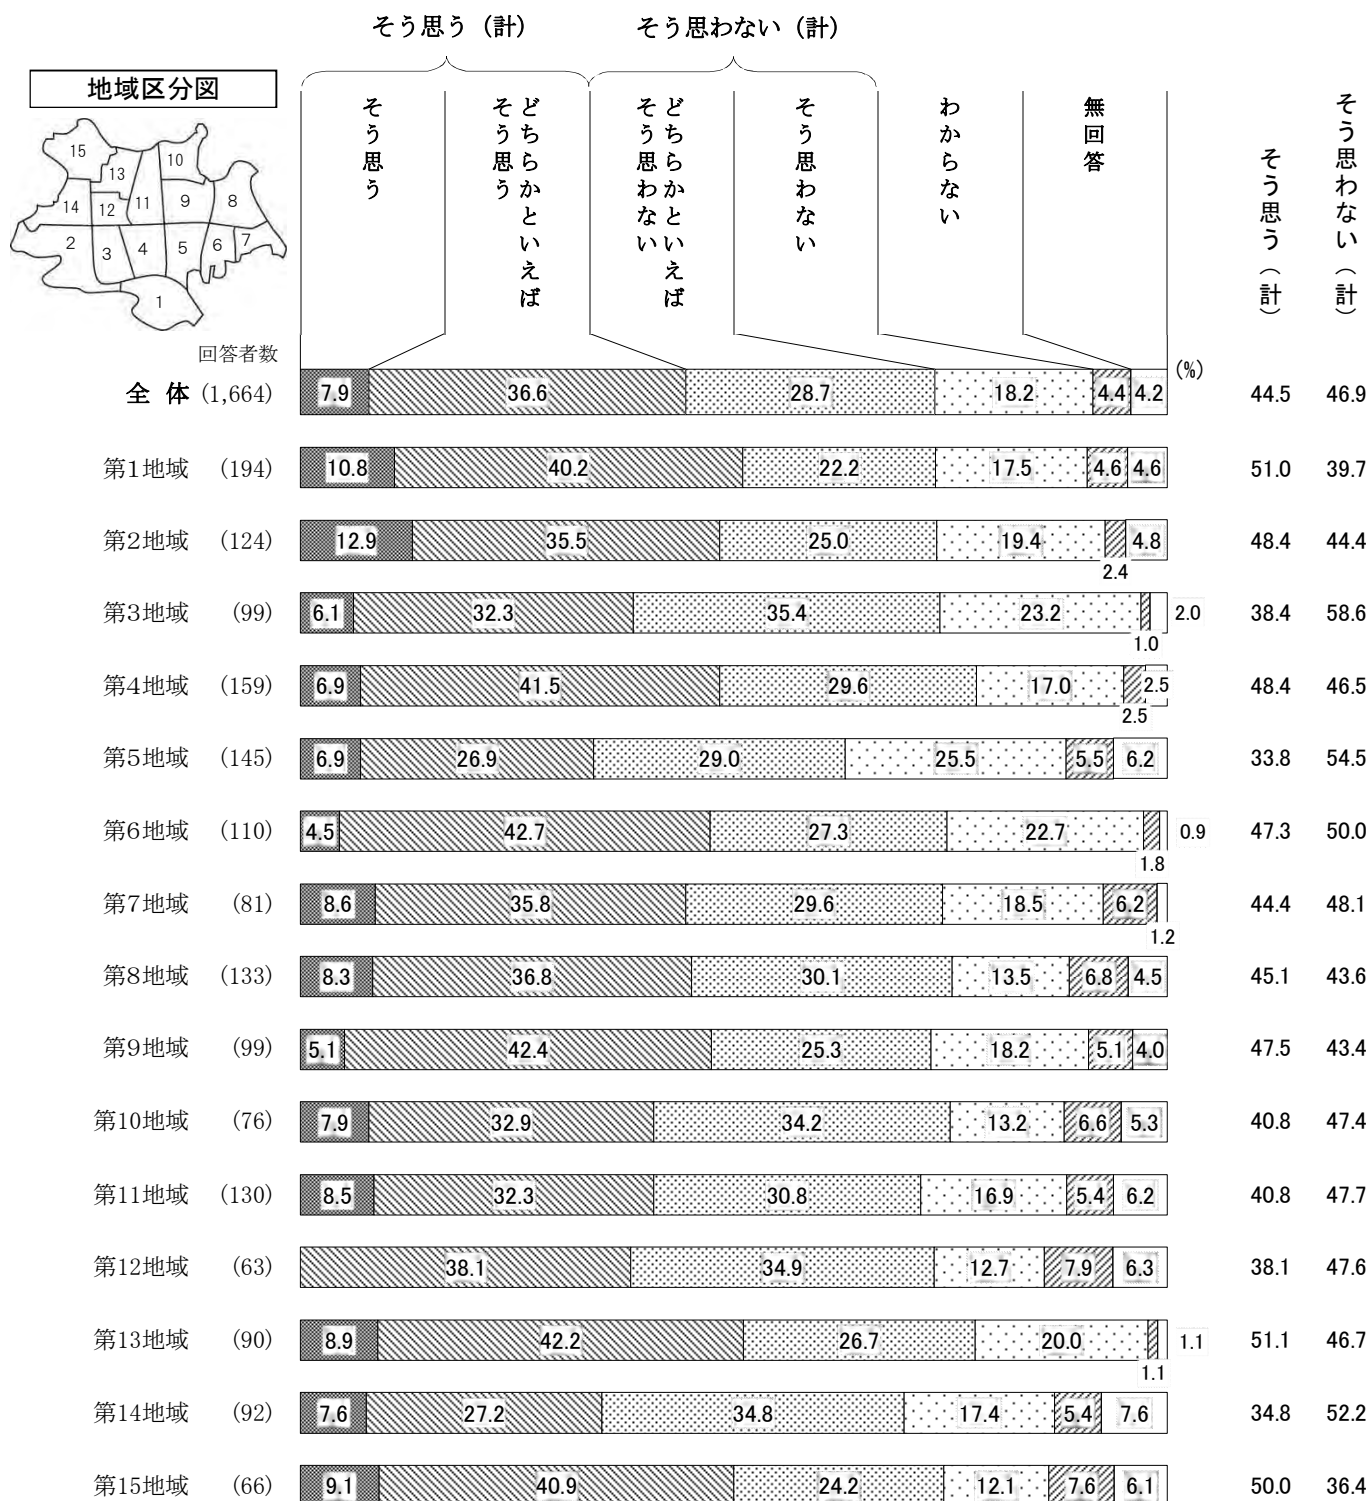 そう思う（計）
そう思わない（計）
地域区分図
15
10
13
14
12
11
9
8
2
3
4
5
6
7
1
そう思う
どちらかといえば
そう思う
どちらかといえば
そう思わない
そう思わない
わからない
無回答
そう思う（計）
そう思わない（計）
回答者数
(%)
全 体 (1,664) 7.9 36.6 28.7 18.2 4.4 4.2 44.5 46.9
第1地域 (194) 10.8 40.2 22.2 17.5 4.6 4.6 51.0 39.7
第2地域 (124) 12.9 35.5 25.0 19.4 2.4 4.8 48.4 44.4
第3地域 (99) 6.1 32.3 35.4 23.2 1.0 2.0 38.4 58.6
第4地域 (159) 6.9 41.5 29.6 17.0 2.5 2.5 48.4 46.5
第5地域 (145) 6.9 26.9 29.0 25.5 5.5 6.2 33.8 54.5
第6地域 (110) 4.5 42.7 27.3 22.7 1.8 0.9 47.3 50.0
第7地域 (81) 8.6 35.8 29.6 18.5 6.2 1.2 44.4 48.1
第8地域 (133) 8.3 36.8 30.1 13.5 6.8 4.5 45.1 43.6
第9地域 (99) 5.1 42.4 25.3 18.2 5.1 4.0 47.5 43.4
第10地域 (76) 7.9 32.9 34.2 13.2 6.6 5.3 40.8 47.4
第11地域 (130) 8.5 32.3 30.8 16.9 5.4 6.2 40.8 47.7
第12地域 (63) 38.1 34.9 12.7 7.9 6.3 38.1 47.6
第13地域 (90) 8.9 42.2 26.7 20.0 1.1 1.1 51.1 46.7
第14地域 (92) 7.6 27.2 34.8 17.4 5.4 7.6 34.8 52.2
第15地域 (66) 9.1 40.9 24.2 12.1 7.6 6.1 50.0 36.4